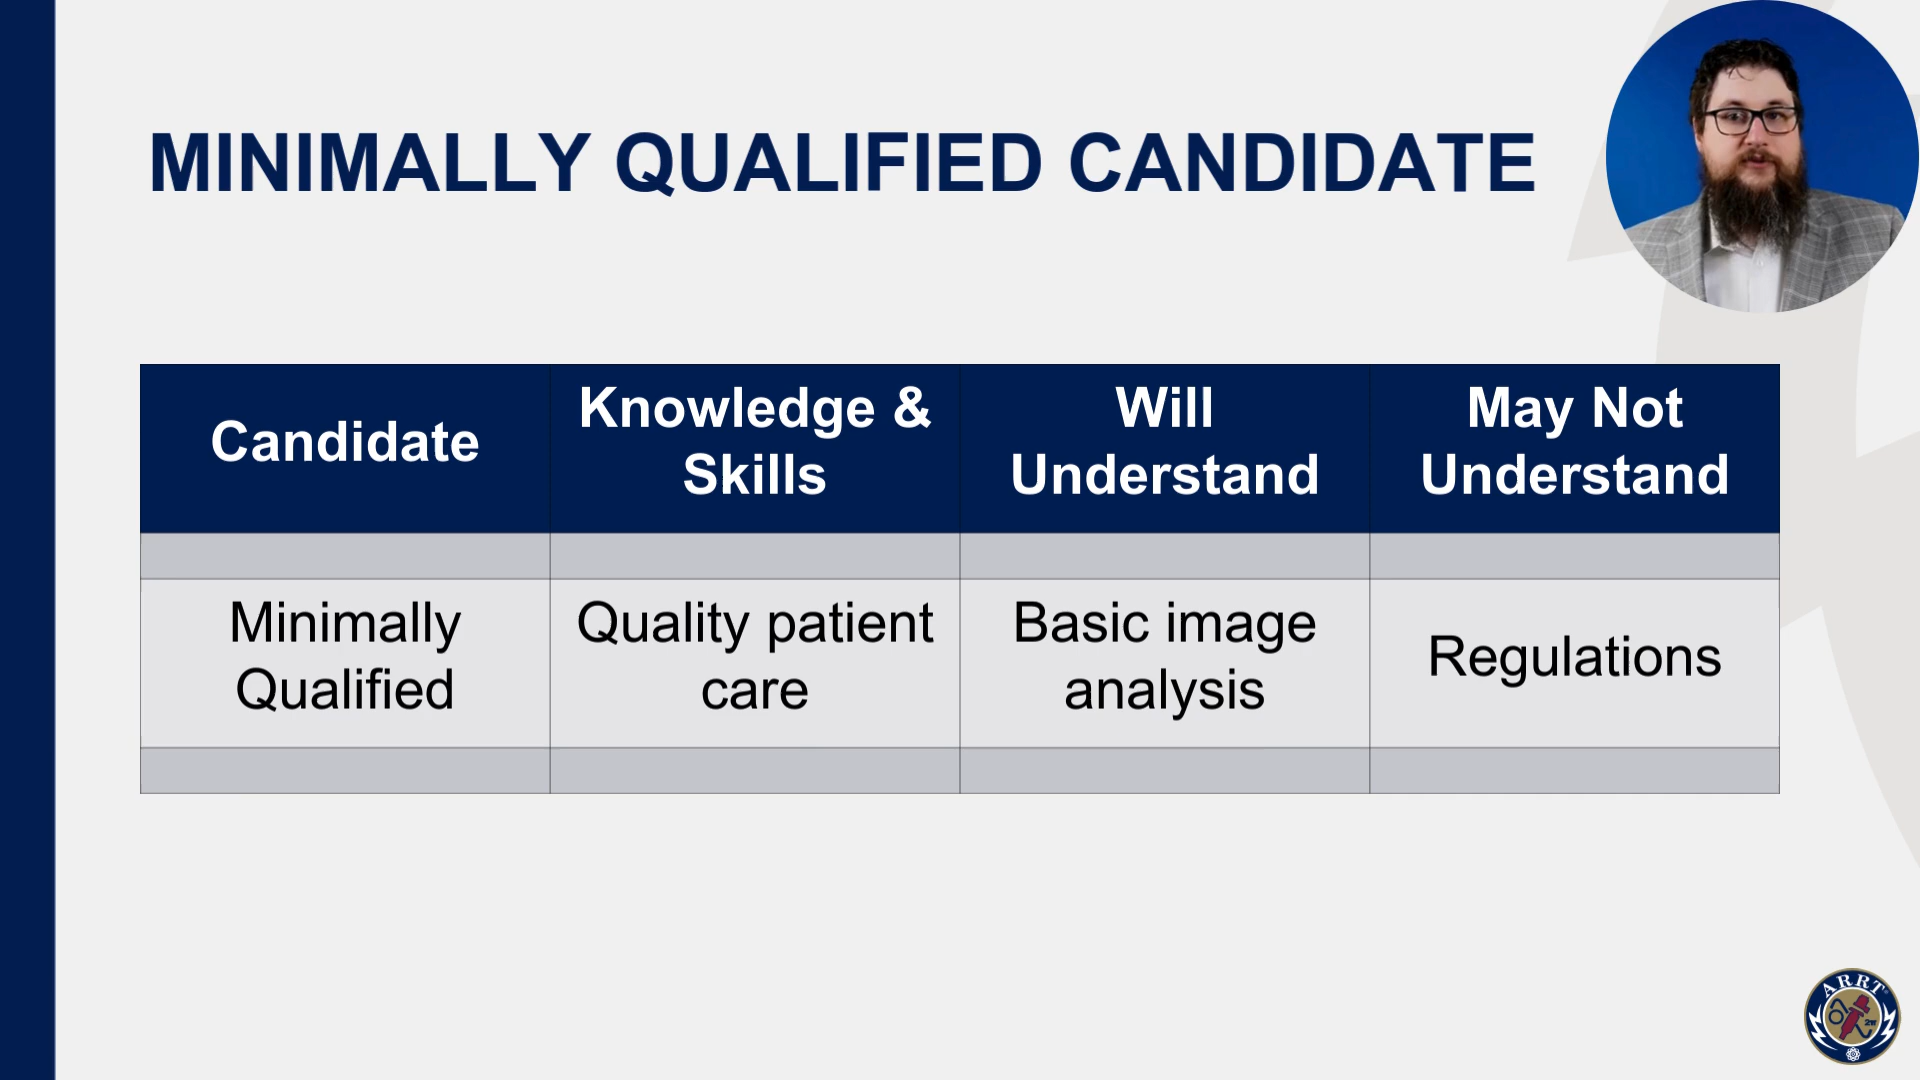 MINIMALLY QUALIFIED CANDIDATE
Candidate
Knowledge &
Skills
Will
Understand
May Not
Understand
Minimally
Qualified
Quality patient
care
Basic image
analysis
Regulations
ARRT